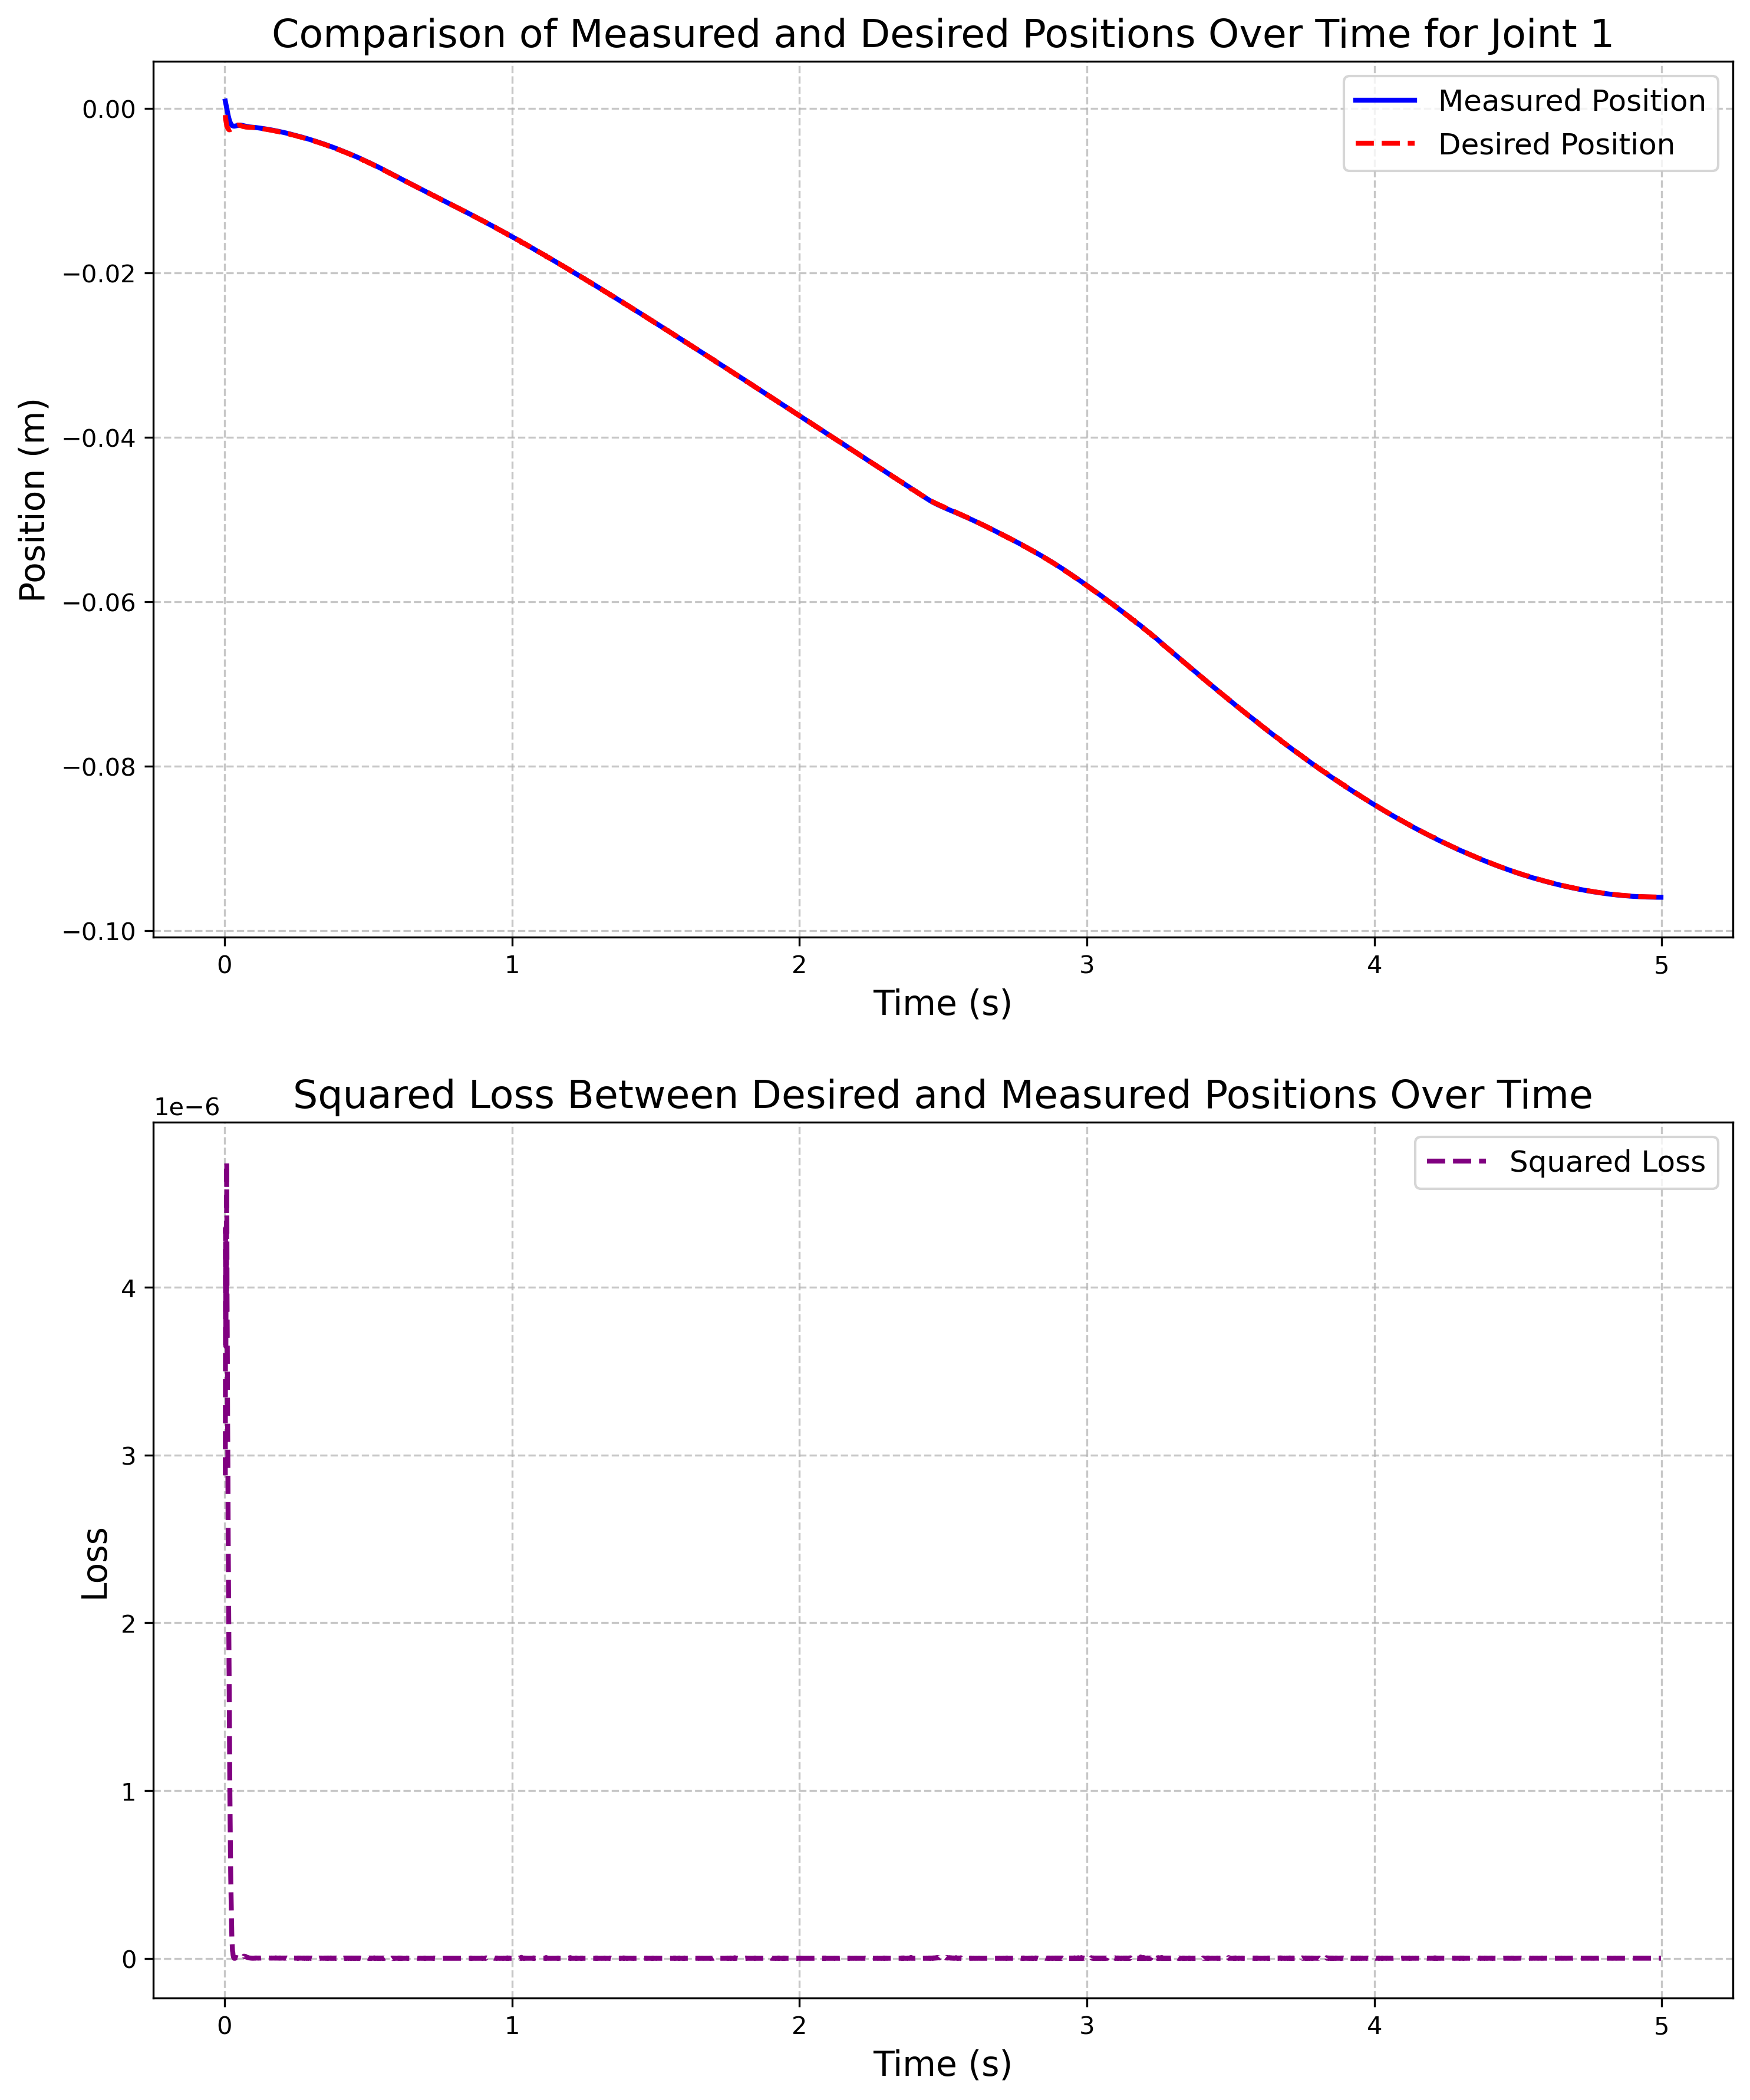 Comparison of Measured and Desired Positions Over Time for Joint 1
Measured Position
Desired Position
0.00
−0.02
−0.04
−0.06
−0.08
−0.10
Position (m)
0 1 2 3 4 5
Time (s)
Squared Loss Between Desired and Measured Positions Over Time
1e−6
Squared Loss
4
3
2
1
0
Loss
0 1 2 3 4 5
Time (s)